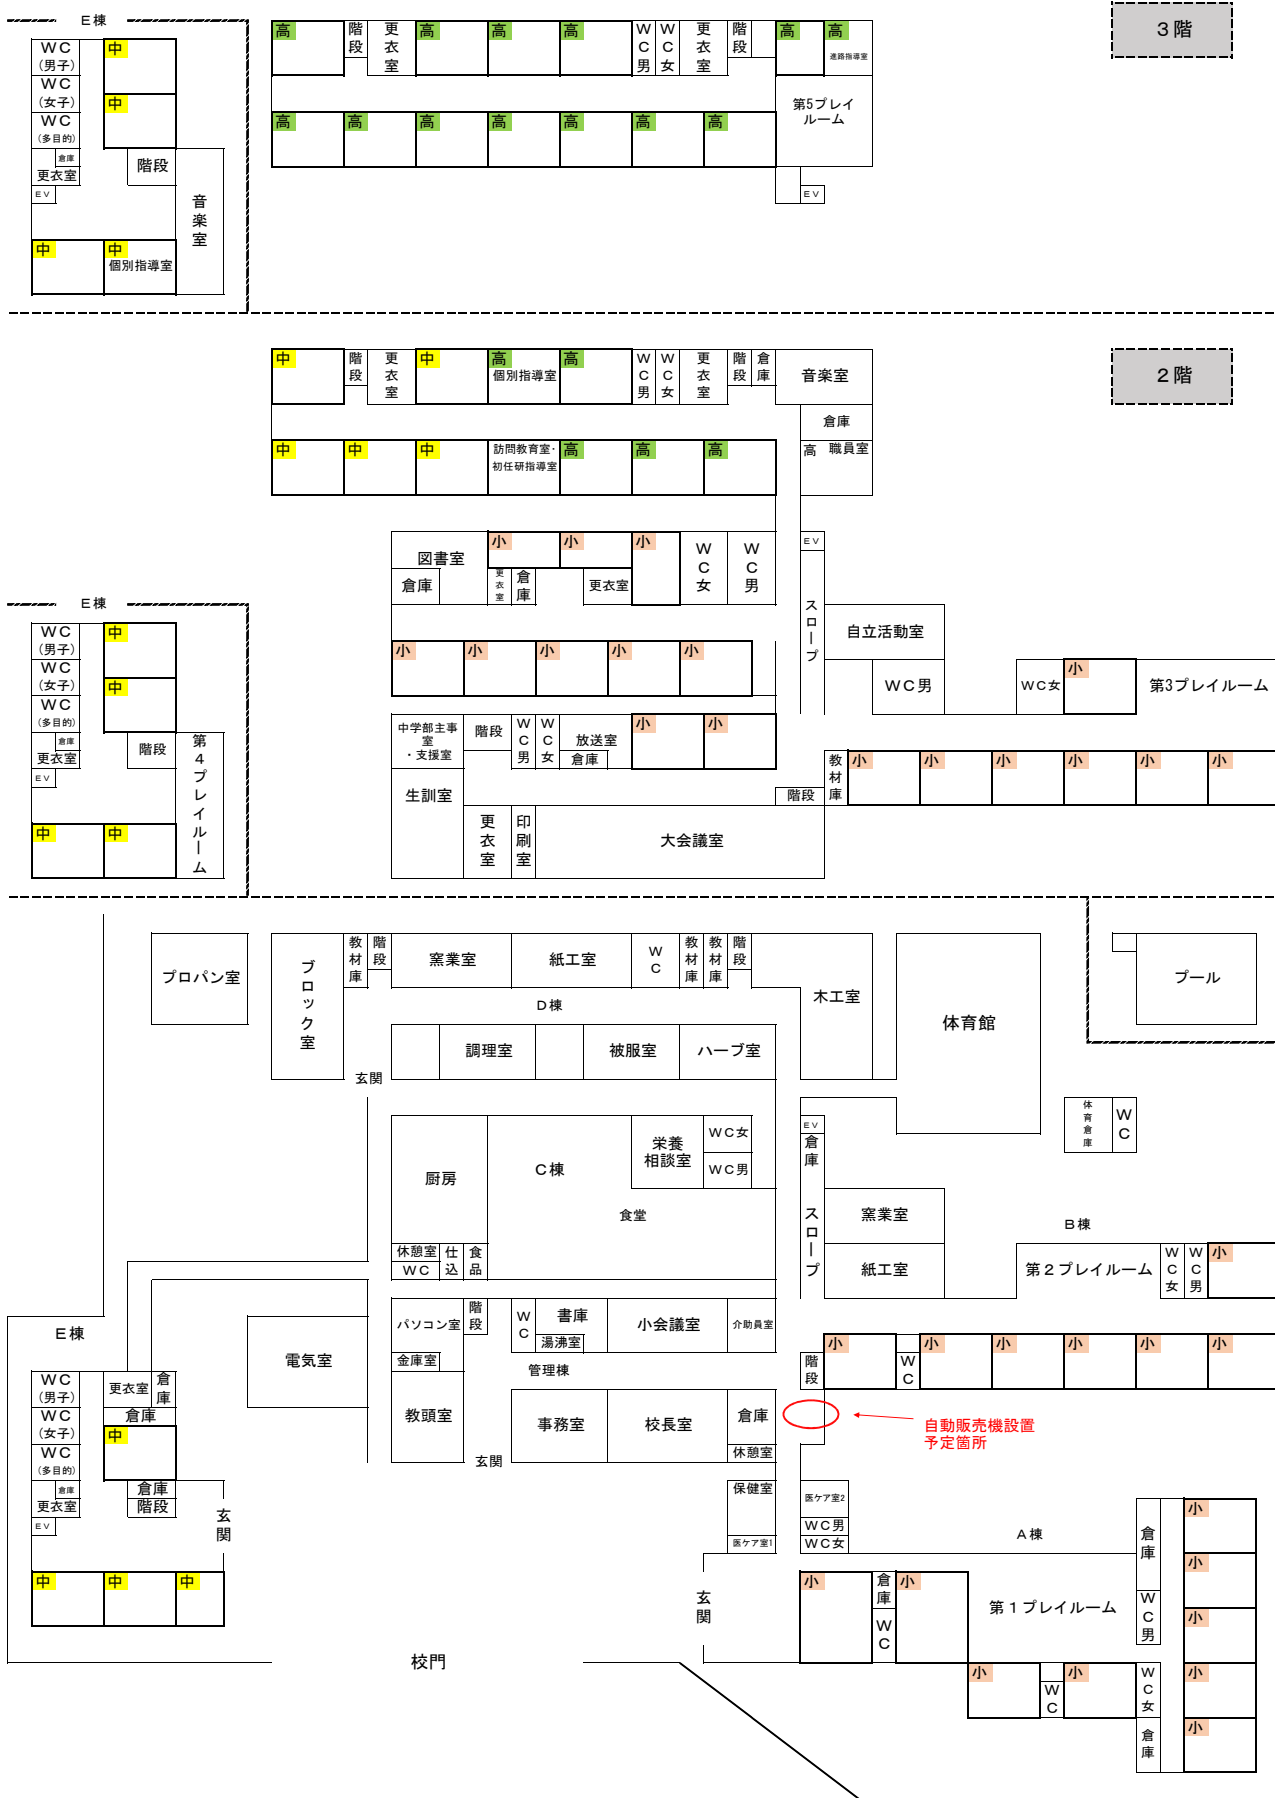 3階
E棟
WC
(男子)
WC
(女子)
WC
(多目的)
倉庫
更衣室
EV
中
中
階段
音楽室
中
中
個別指導室
高
階段
更衣室
高
高
高
WC男
WC女
更衣室
階段
高
高
進路指導室
第5プレイ
ルーム
高
高
高
高
高
高
高
EV
2階
中
階段
更衣室
中
高
個別指導室
高
WC男
WC女
更衣室
階段
倉庫
音楽室
倉庫
高 職員室
中
中
中
訪問教育室・
初任研指導室
高
高
高
図書室
倉庫
小
小
小
更衣室
倉庫
更衣室
WC女
WC男
EV
スロープ
自立活動室
WC男
WC女
小
第3プレイルーム
小
小
小
小
小
中学部主事
室
・支援室
階段
WC男
WC女
放送室
倉庫
小
小
生訓室
更衣室
印刷室
大会議室
階段
教材庫
小
小
小
小
小
小
E棟
WC
(男子)
WC
(女子)
WC
(多目的)
倉庫
更衣室
EV
中
中
階段
第4プレイルーム
中
中
プロパン室
ブロック室
教材庫
階段
窯業室
紙工室
WC
教材庫
教材庫
階段
木工室
体育館
プール
D棟
調理室
被服室
ハーブ室
玄関
体育倉庫
WC
厨房
C棟
栄養
相談室
WC女
WC男
食堂
休憩室
WC
仕込
食品
EV
倉庫
スロープ
窯業室
紙工室
B棟
第2プレイルーム
WC女
WC男
小
パソコン室
階段
WC
書庫
湯沸室
小会議室
介助員室
金庫室
管理棟
教頭室
事務室
校長室
倉庫
休憩室
玄関
階段
小
WC
小
小
小
小
小
自動販売機設置
予定箇所
E棟
電気室
WC
(男子)
WC
(女子)
WC
(多目的)
倉庫
更衣室
EV
更衣室
倉庫
倉庫
中
倉庫
階段
玄関
中
中
中
保健室
医ケア室1
医ケア室2
WC男
WC女
A棟
玄関
小
倉庫
WC
小
第1プレイルーム
倉庫
WC男
小
小
小
小
小
小
WC
小
WC女
倉庫
校門